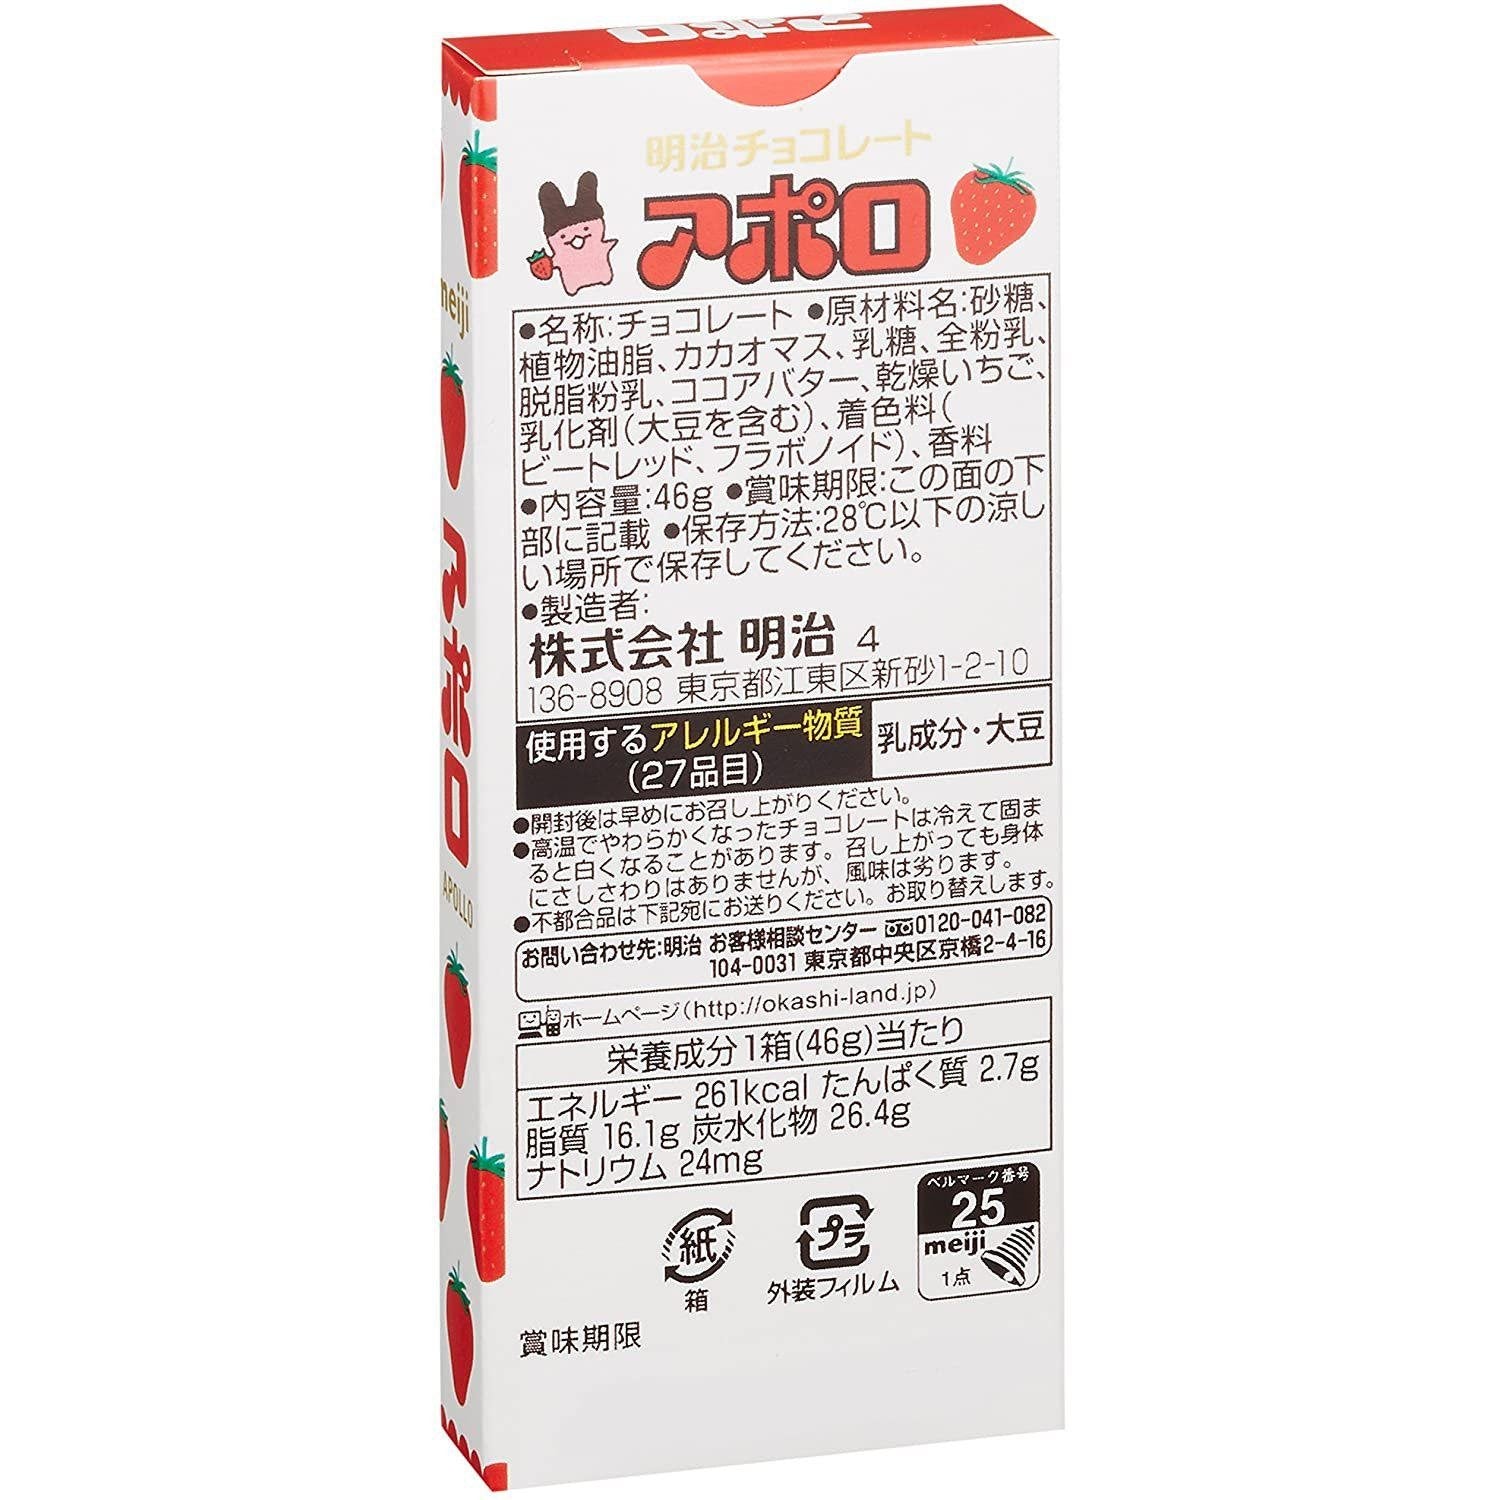 アポロ
明治チョコレート
アポロ
●名称:チョコレート ●原材料名:砂糖、
植物油脂、カカオマス、乳糖、全粉乳、
脱脂粉乳、ココアバター、乾燥いちご、
乳化剤(大豆を含む)、着色料(
ビートレッド、フラボノイド)、香料
●内容量:46g ●賞味期限:この面の下
部に記載 ●保存方法:28℃以下の涼し
い場所で保存してください。
●製造者:
株式会社 明治 4
136-8908 東京都江東区新砂1-2-10
使用するアレルギー物質
(27品目)
乳成分・大豆
●開封後は早めにお召し上がりください。
●高温でやわらかくなったチョコレートは冷えて固ま
ると白くなることがあります。召し上がっても身体
にさしさわりはありませんが、風味は劣ります。
●不都合品は下記宛にお送りください。お取り替えします。
お問い合わせ先:明治 お客様相談センター 0120-041-082
104-0031 東京都中央区京橋2-4-16
ホームページ(http://okashi-land.jp)
栄養成分1箱(46g)当たり
エネルギー 261kcal たんぱく質 2.7g
脂質 16.1g 炭水化物 26.4g
ナトリウム 24mg
紙
箱
プラ
外装フィルム
ベルマーク番号
25
meiji
1点
賞味期限
meiji
アポロ
APOLLO